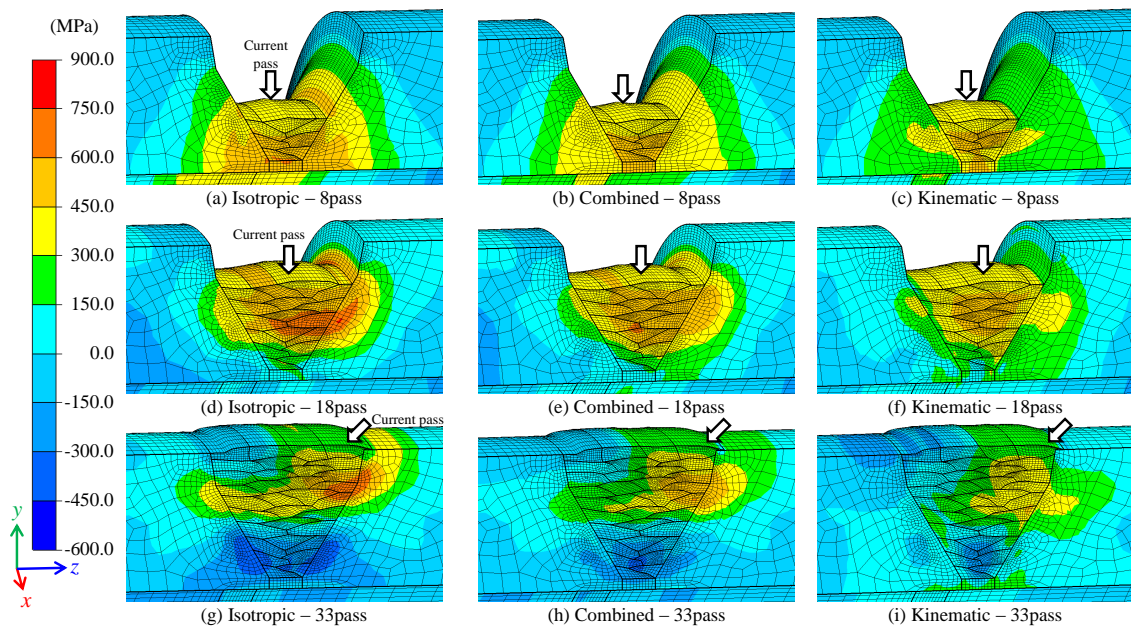 (MPa)
900.0
750.0
600.0
450.0
300.0
150.0
0.0
-150.0
-300.0
-450.0
-600.0
y
z
x
Current
pass
(a) Isotropic – 8pass
(b) Combined – 8pass
(c) Kinematic – 8pass
Current pass
(d) Isotropic – 18pass
(e) Combined – 18pass
(f) Kinematic – 18pass
Current pass
(g) Isotropic – 33pass
(h) Combined – 33pass
(i) Kinematic – 33pass